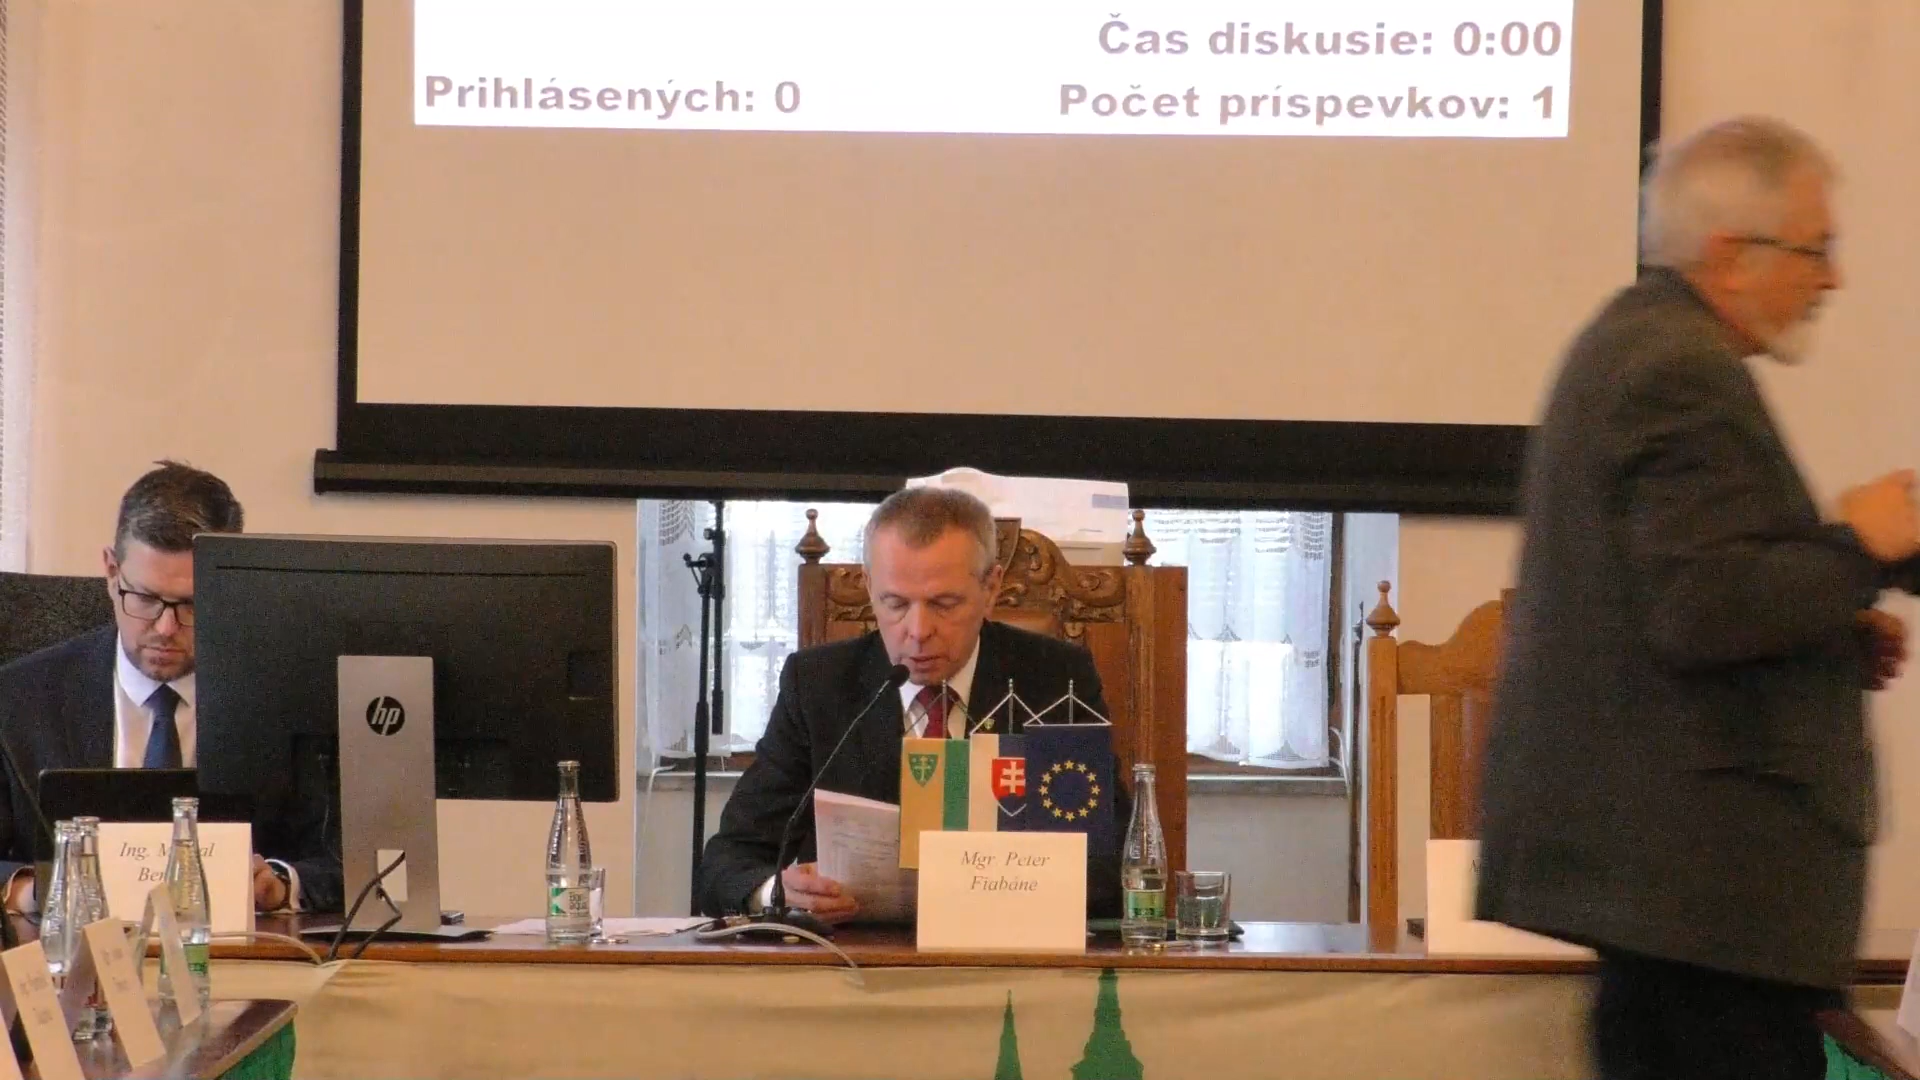 Čas diskusie: 0:00
Prihlásených: 0
Počet príspevkov: 1
hp
Ing.
Mgr. Peter
Fiabáne